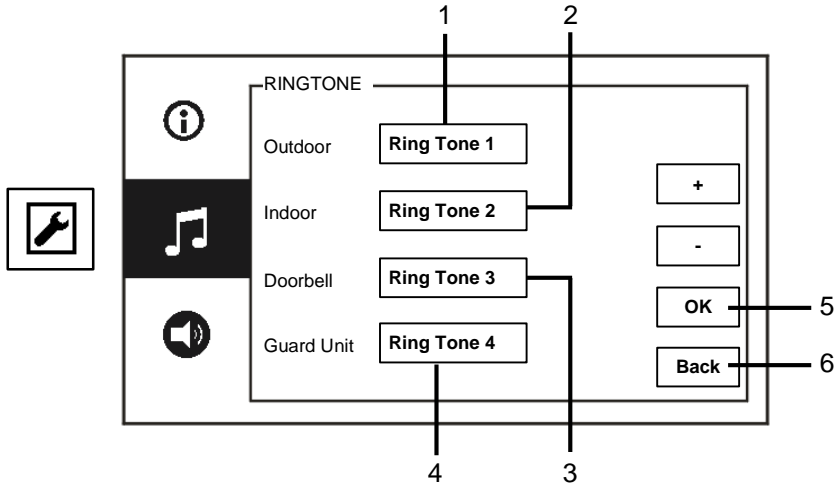 1 2
RINGTONE
Outdoor Ring Tone 1
+
Indoor Ring Tone 2
-
Doorbell Ring Tone 3
OK 5
Guard Unit Ring Tone 4
Back 6
4 3